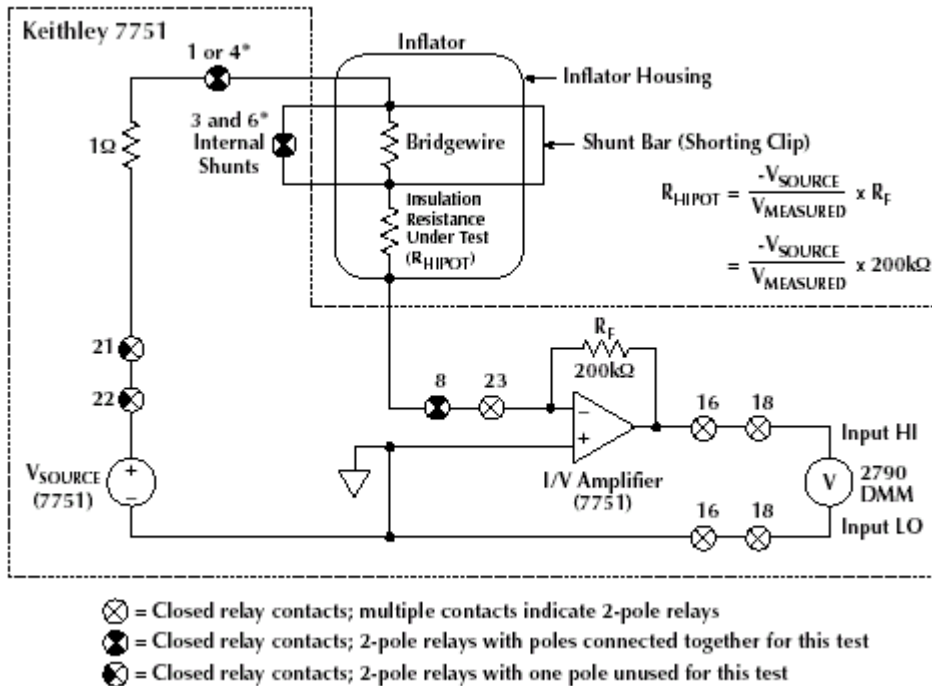 Keithley 7751
1 or 4*
Inflator
Inflator Housing
3 and 6*
Internal
Shunts
1Ω
Bridgewire
Shunt Bar (Shorting Clip)
Insulation
Resistance
Under Test
(RHIPOT)
RHIPOT = -VSOURCE / VMEASURED x RF
= -VSOURCE / VMEASURED x 200kΩ
21
22
VSOURCE
(7751)
+
−
8
23
RF
200kΩ
−
+
I/V Amplifier
(7751)
16
18
Input HI
V
2790
DMM
Input LO
16
18
= Closed relay contacts; multiple contacts indicate 2-pole relays
= Closed relay contacts; 2-pole relays with poles connected together for this test
= Closed relay contacts; 2-pole relays with one pole unused for this test